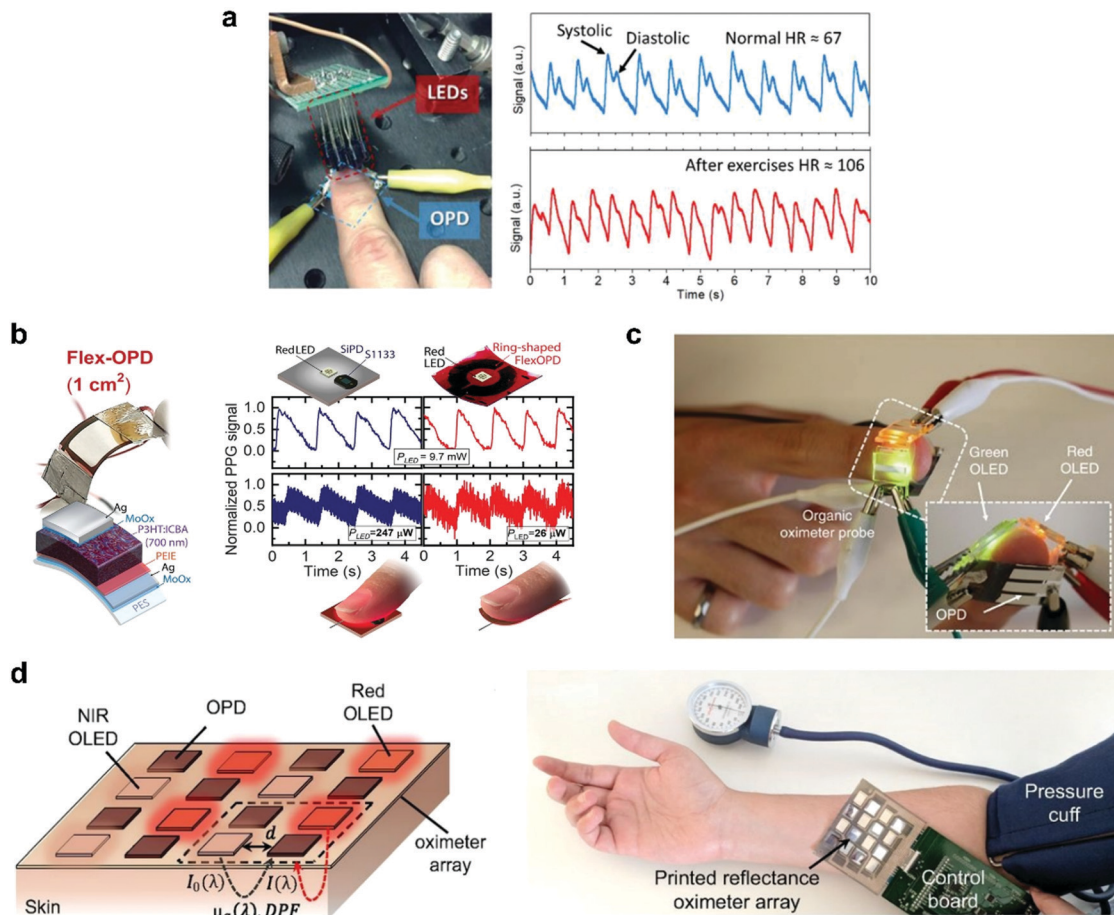 a
LEDs
OPD
Systolic
Diastolic
Normal HR ≈ 67
Signal (a.u.)
After exercises HR ≈ 106
Signal (a.u.)
0 1 2 3 4 5 6 7 8 9 10
Time (s)
b
Flex-OPD
(1 cm²)
Ag
MoOx
P3HT:ICBA
(700 nm)
PEIE
Ag
MoOx
PES
Red LED
SiPD
S1133
Red
LED
Ring-shaped
FlexOPD
Normalized PPG signal
1.0
0.5
0.0
P_LED = 9.7 mW
1.0
0.5
0.0
P_LED=247 µW
P_LED=26 µW
0 1 2 3 4
0 1 2 3 4
Time (s)
Time (s)
c
Green
OLED
Red
OLED
Organic
oximeter probe
OPD
d
NIR
OLED
OPD
Red
OLED
d
oximeter
array
I₀(λ)
I(λ)
DPF
Skin
Pressure
cuff
Printed reflectance
oximeter array
Control
board